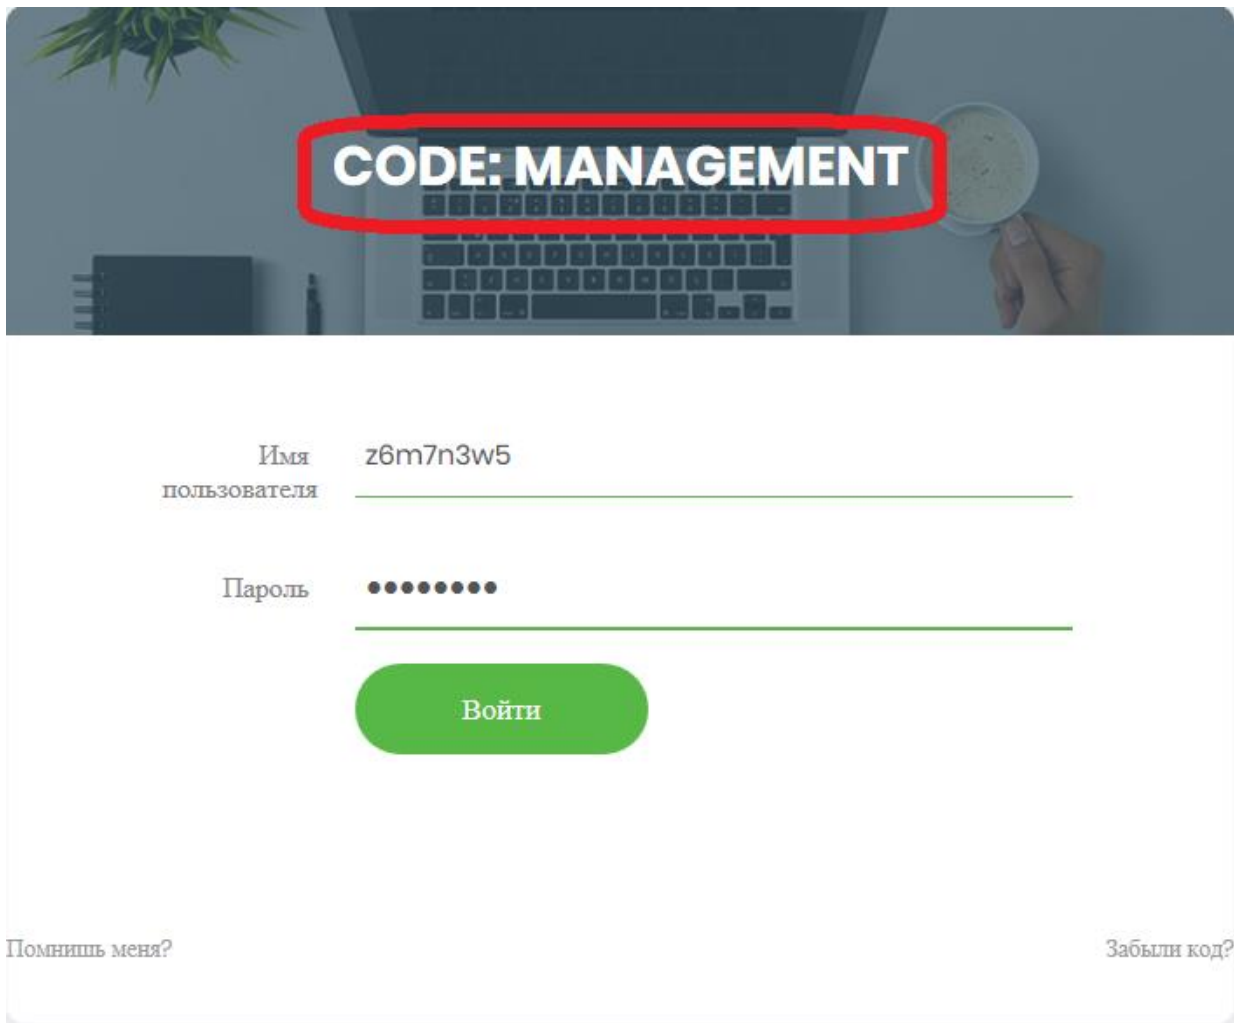 CODE: MANAGEMENT
Имя
пользователя
z6m7n3w5
Пароль
••••••••
Войти
Помнишь меня?
Забыли код?